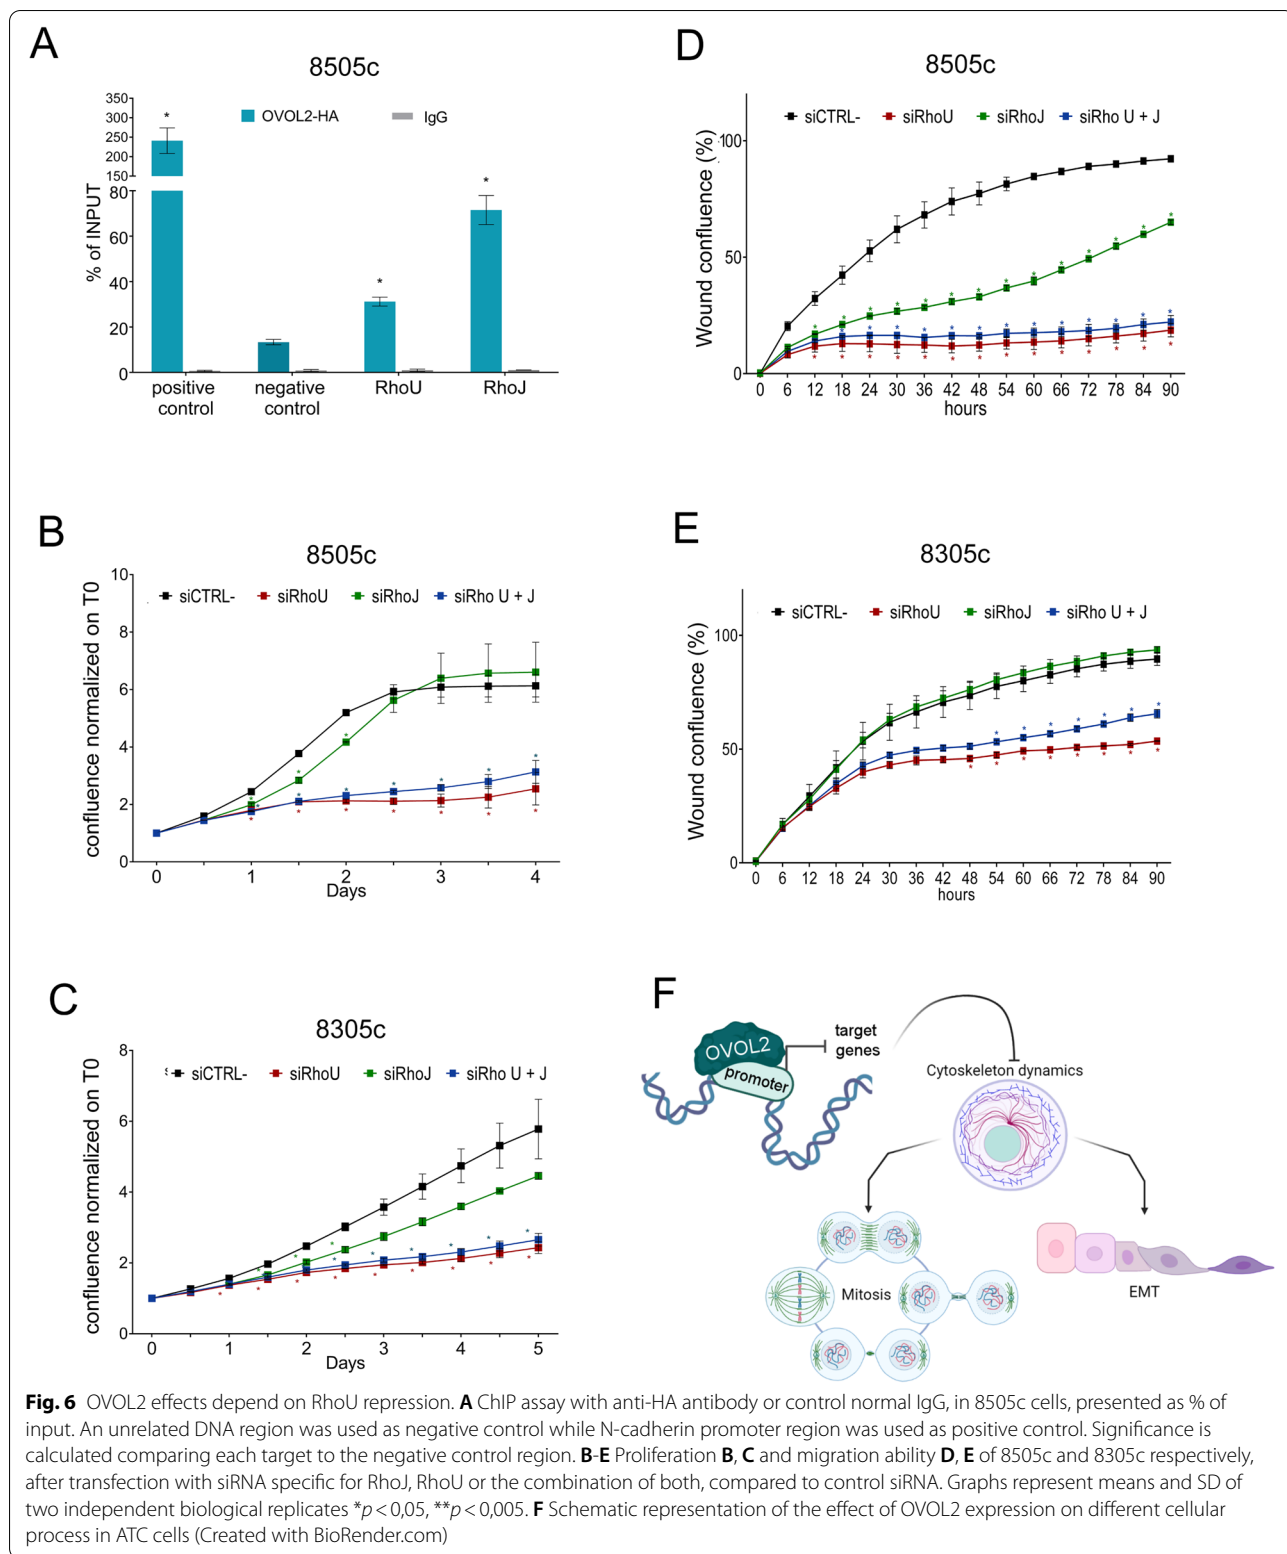 A
8505c
350
300
250
200
150
80
60
40
20
0
% of INPUT
OVOL2-HA
IgG
*
*
*
positive control
negative control
RhoU
RhoJ
D
8505c
siCTRL-
siRhoU
siRhoJ
siRho U + J
Wound confluence (%)
100
50
0
0 6 12 18 24 30 36 42 48 54 60 66 72 78 84 90
hours
B
8505c
siCTRL-
siRhoU
siRhoJ
siRho U + J
confluence normalized on T0
10
8
6
4
2
0
0 1 2 3 4
Days
E
8305c
siCTRL-
siRhoU
siRhoJ
siRho U + J
Wound confluence (%)
100
50
0
0 6 12 18 24 30 36 42 48 54 60 66 72 78 84 90
hours
C
8305c
siCTRL-
siRhoU
siRhoJ
siRho U + J
confluence normalized on T0
8
6
4
2
0
0 1 2 3 4 5
Days
F
OVOL2
promoter
target
genes
Cytoskeleton dynamics
Mitosis
EMT
Fig. 6 OVOL2 effects depend on RhoU repression. A ChIP assay with anti-HA antibody or control normal IgG, in 8505c cells, presented as % of
input. An unrelated DNA region was used as negative control while N-cadherin promoter region was used as positive control. Significance is
calculated comparing each target to the negative control region. B-E Proliferation B, C and migration ability D, E of 8505c and 8305c respectively,
after transfection with siRNA specific for RhoJ, RhoU or the combination of both, compared to control siRNA. Graphs represent means and SD of
two independent biological replicates *p < 0,05, **p < 0,005. F Schematic representation of the effect of OVOL2 expression on different cellular
process in ATC cells (Created with BioRender.com)